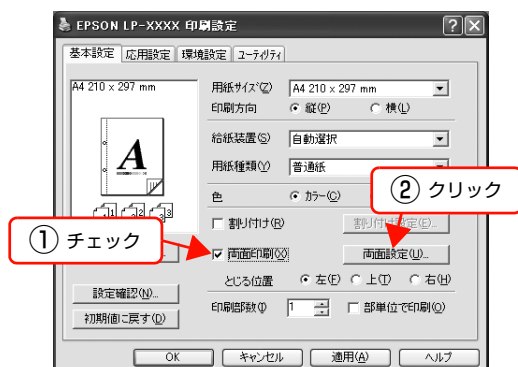 EPSON LP-XXXX 印刷設定
基本設定 応用設定 環境設定 ユーティリティ
A4 210 x 297 mm
用紙サイズ(Z) A4 210 x 297 mm
印刷方向 縦(P) 横(L)
給紙装置(S) 自動選択
用紙種類(Y) 普通紙
色 カラー(C)
② クリック
割り付け(R) 割り付け設定(E)...
① チェック
両面印刷(X) 両面設定(U)...
とじる位置 左(F) 上(T) 右(H)
設定確認(N)...
印刷部数(I) 1 部単位で印刷(O)
初期値に戻す(D)
OK キャンセル 適用(A) ヘルプ